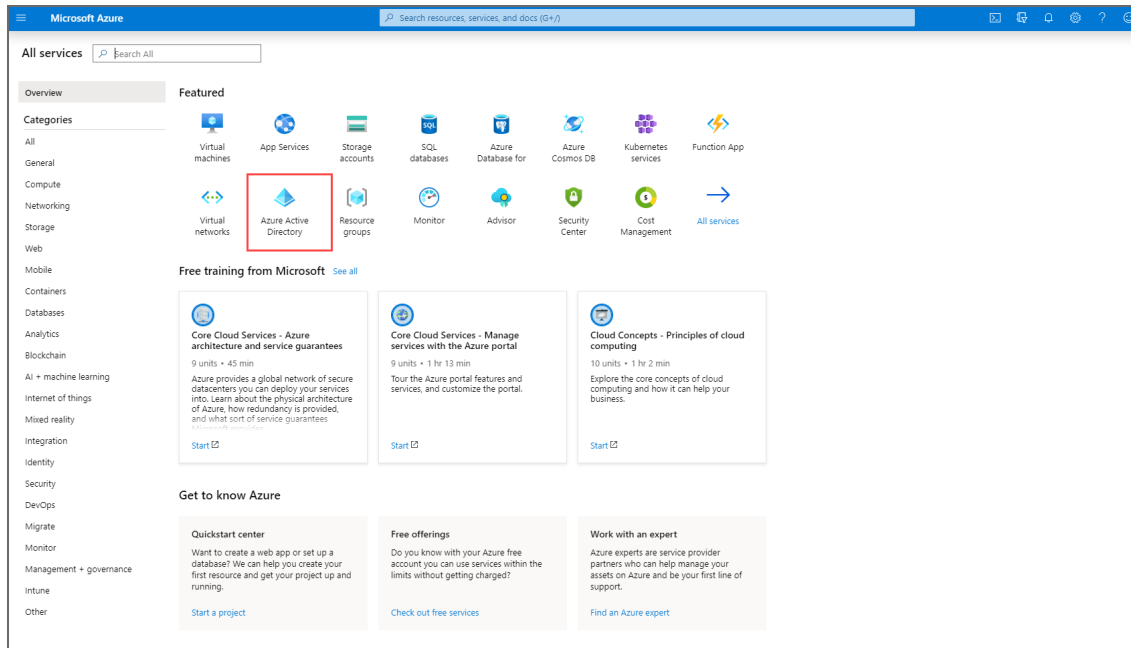 Microsoft Azure
Search resources, services, and docs (G+/)
All services
Search All
Overview
Categories
All
General
Compute
Networking
Storage
Web
Mobile
Containers
Databases
Analytics
Blockchain
AI + machine learning
Internet of things
Mixed reality
Integration
Identity
Security
DevOps
Migrate
Monitor
Management + governance
Intune
Other
Featured
Virtual
machines
App Services
Storage
accounts
SQL
databases
Azure
Database for
Azure
Cosmos DB
Kubernetes
services
Function App
Virtual
networks
Azure Active
Directory
Resource
groups
Monitor
Advisor
Security
Center
Cost
Management
All services
Free training from Microsoft See all
Core Cloud Services - Azure
architecture and service guarantees
9 units • 45 min
Azure provides a global network of secure
datacenters you can deploy your services
into. Learn about the physical architecture
of Azure, how redundancy is provided,
and what sort of service guarantees
Microsoft provides
Start
Core Cloud Services - Manage
services with the Azure portal
9 units • 1 hr 13 min
Tour the Azure portal features and
services, and customize the portal.
Start
Cloud Concepts - Principles of cloud
computing
10 units • 1 hr 2 min
Explore the core concepts of cloud
computing and how it can help your
business.
Start
Get to know Azure
Quickstart center
Want to create a web app or set up a
database? We can help you create your
first resource and get your project up and
running.
Start a project
Free offerings
Do you know with your Azure free
account you can use services within the
limits without getting charged?
Check out free services
Work with an expert
Azure experts are service provider
partners who can help manage your
assets on Azure and be your first line of
support.
Find an Azure expert